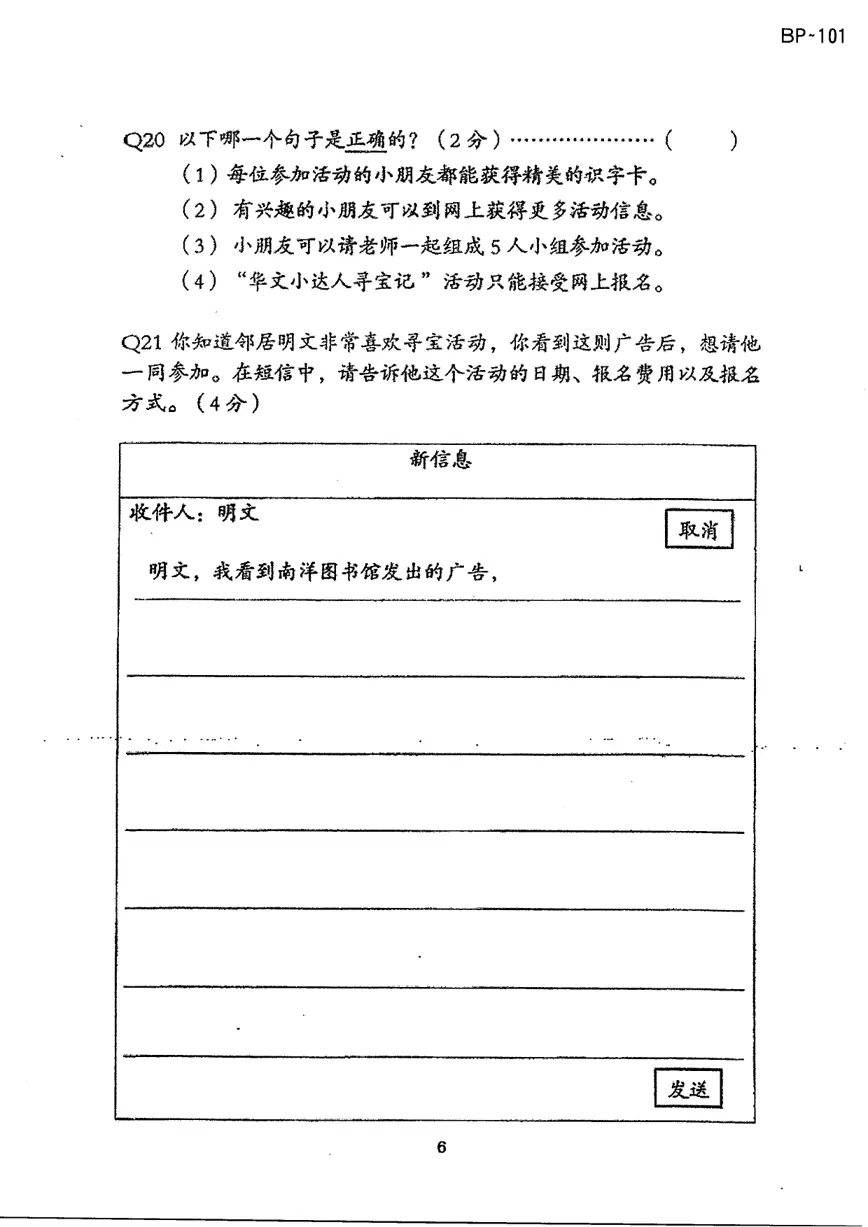 BP~101
Q20 以下哪一个句子是正确的？（2分）…………………（ ）
（1）每位参加活动的小朋友都能获得精美的识字卡。
（2）有兴趣的小朋友可以到网上获得更多活动信息。
（3）小朋友可以请老师一起组成5人小组参加活动。
（4）“华文小达人寻宝记”活动只能接受网上报名。
Q21 你知道邻居明文非常喜欢寻宝活动，你看到这则广告后，想请他
一同参加。在短信中，请告诉他这个活动的日期、报名费用以及报名
方式。（4分）
新信息
收件人：明文
取消
明文，我看到南洋图书馆发出的广告，
发送
6